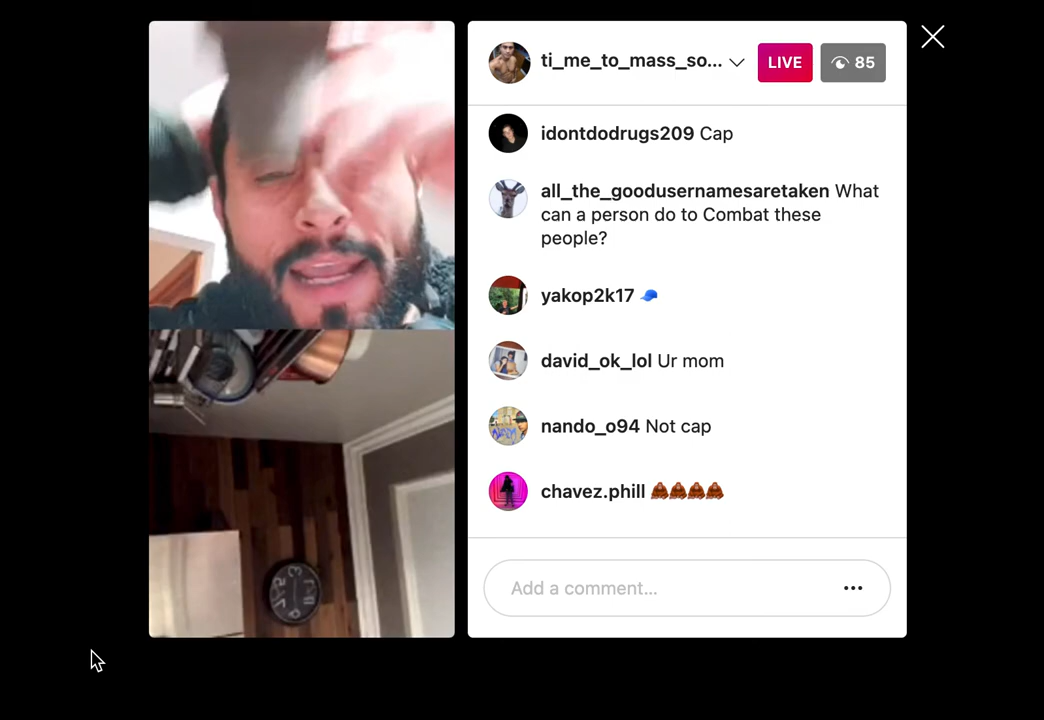 ti_me_to_mass_so...
LIVE
85
idontdodrugs209 Cap
all_the_goodusernamesaretaken What
can a person do to Combat these
people?
yakop2k17 🧢
david_ok_lol Ur mom
nando_o94 Not cap
chavez.phill 🦧🦧🦧🦧
Add a comment...